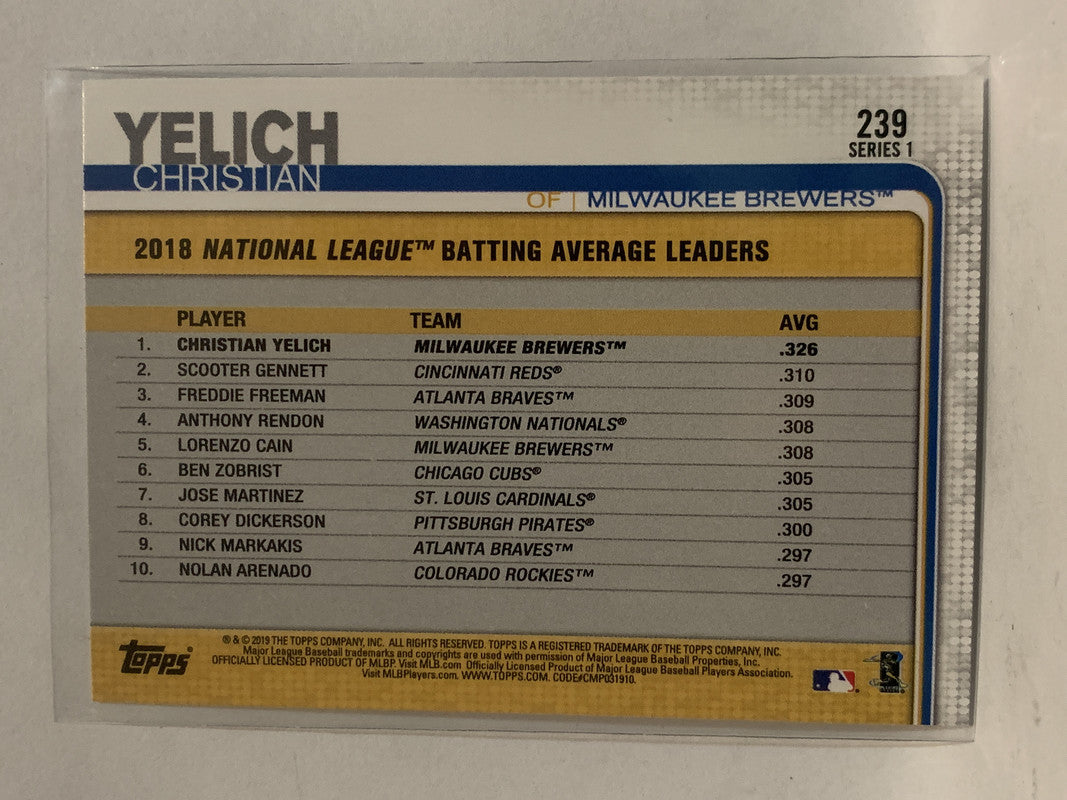 YELICH
CHRISTIAN
239
SERIES 1
OF | MILWAUKEE BREWERS™
2018 NATIONAL LEAGUE™ BATTING AVERAGE LEADERS
PLAYER TEAM AVG
1. CHRISTIAN YELICH MILWAUKEE BREWERS™ .326
2. SCOOTER GENNETT CINCINNATI REDS® .310
3. FREDDIE FREEMAN ATLANTA BRAVES™ .309
4. ANTHONY RENDON WASHINGTON NATIONALS® .308
5. LORENZO CAIN MILWAUKEE BREWERS™ .308
6. BEN ZOBRIST CHICAGO CUBS® .305
7. JOSE MARTINEZ ST. LOUIS CARDINALS® .305
8. COREY DICKERSON PITTSBURGH PIRATES® .300
9. NICK MARKAKIS ATLANTA BRAVES™ .297
10. NOLAN ARENADO COLORADO ROCKIES™ .297
topps®
® & © 2019 THE TOPPS COMPANY, INC. ALL RIGHTS RESERVED. TOPPS IS A REGISTERED TRADEMARK OF THE TOPPS COMPANY, INC.
Major League Baseball trademarks and copyrights are used with permission of Major League Baseball Properties, Inc.
OFFICIALLY LICENSED PRODUCT OF MLBP. Visit MLB.com Officially Licensed Product of Major League Baseball Players Association.
Visit MLBPlayers.com. WWW.TOPPS.COM. CODE#CMP031910.